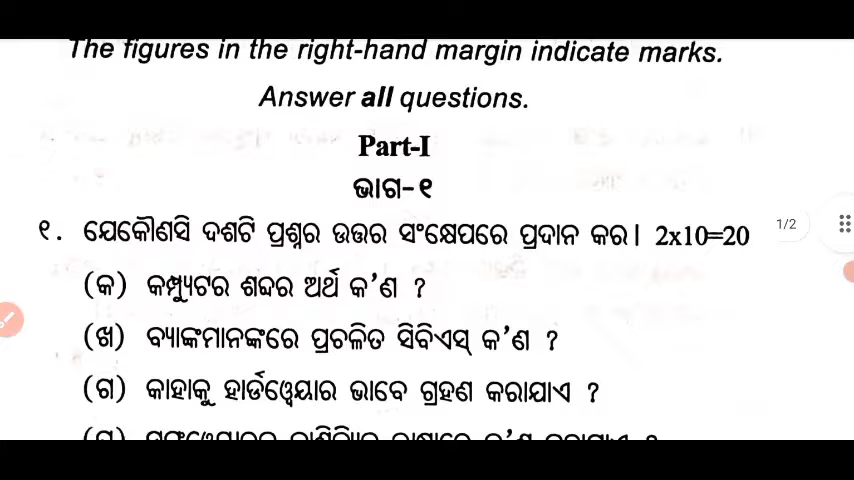 The figures in the right-hand margin indicate marks.
Answer all questions.
Part-I
ଭାଗ-୧
୧. ଯେକୌଣସି ଦଶଟି ପ୍ରଶ୍ନର ଉତ୍ତର ସଂକ୍ଷେପରେ ପ୍ରଦାନ କର। 2x10=20
1/2
(କ) କମ୍ପ୍ୟୁଟର ଶବ୍ଦର ଅର୍ଥ କ'ଣ ?
(ଖ) ବ୍ୟାଙ୍କମାନଙ୍କରେ ପ୍ରଚଳିତ ସିବିଏସ୍ କ'ଣ ?
(ଗ) କାହାକୁ ହାର୍ଡୱେୟାର ଭାବେ ଗ୍ରହଣ କରାଯାଏ ?